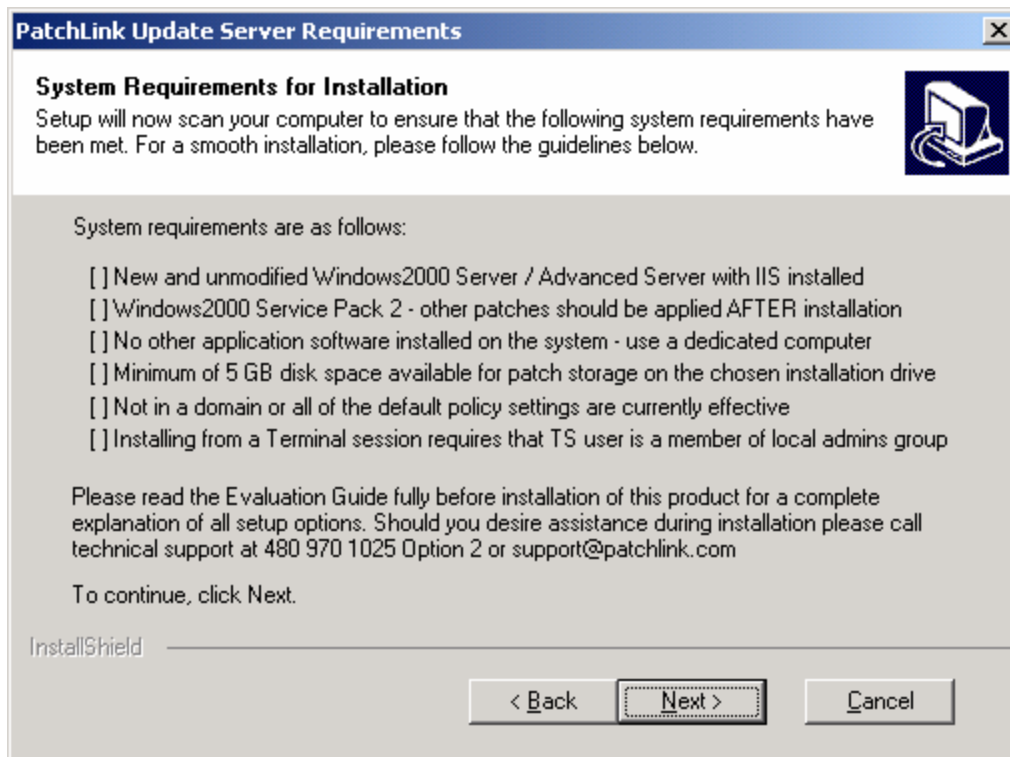 PatchLink Update Server Requirements
System Requirements for Installation
Setup will now scan your computer to ensure that the following system requirements have
been met. For a smooth installation, please follow the guidelines below.
System requirements are as follows:
[ ] New and unmodified Windows2000 Server / Advanced Server with IIS installed
[ ] Windows2000 Service Pack 2 - other patches should be applied AFTER installation
[ ] No other application software installed on the system - use a dedicated computer
[ ] Minimum of 5 GB disk space available for patch storage on the chosen installation drive
[ ] Not in a domain or all of the default policy settings are currently effective
[ ] Installing from a Terminal session requires that TS user is a member of local admins group
Please read the Evaluation Guide fully before installation of this product for a complete
explanation of all setup options. Should you desire assistance during installation please call
technical support at 480 970 1025 Option 2 or support@patchlink.com
To continue, click Next.
InstallShield
< Back Next > Cancel